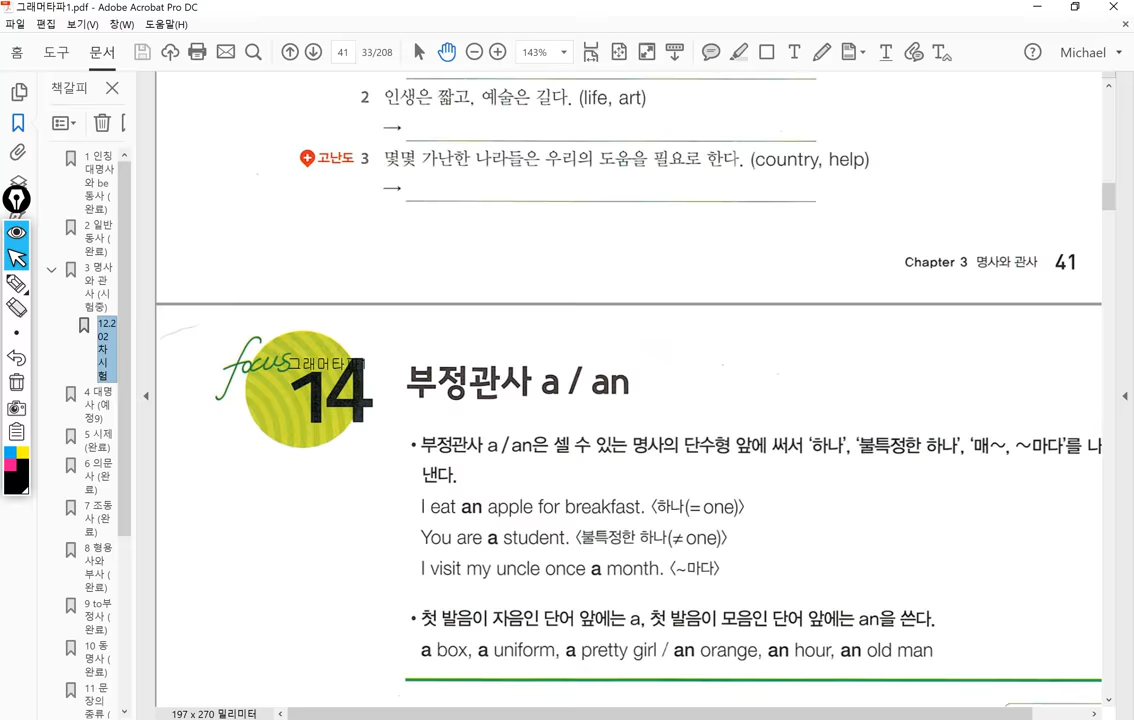 그래머타파1.pdf - Adobe Acrobat Pro DC
파일 편집 보기(V) 창(W) 도움말(H)
홈 도구 문서 41 33/208 143% Michael
책갈피
1 인칭
대명사
와 be
동사 (
완료)
2 일반
동사 (
완료)
3 명사
와 관
사 (시
험중)
12.2
02
차
시
험
4 대명
사 (예
정9)
5 시제
(완료)
6 의문
사 (완
료)
7 조동
사 (완
료)
8 형용
사와
부사 (
완료)
9 to부
정사 (
완료)
10 동
명사 (
완료)
11 문
장의
종류 (
2 인생은 짧고, 예술은 길다. (life, art)
→
고난도 3 몇몇 가난한 나라들은 우리의 도움을 필요로 한다. (country, help)
→
Chapter 3 명사와 관사 41
focus 그래머타파1
14
부정관사 a / an
• 부정관사 a / an은 셀 수 있는 명사의 단수형 앞에 써서 '하나', '불특정한 하나', '매~, ~마다'를 나
낸다.
I eat an apple for breakfast. 〈하나(= one)〉
You are a student. 〈불특정한 하나(≠ one)〉
I visit my uncle once a month. 〈~마다〉
• 첫 발음이 자음인 단어 앞에는 a, 첫 발음이 모음인 단어 앞에는 an을 쓴다.
a box, a uniform, a pretty girl / an orange, an hour, an old man
197 x 270 밀리미터